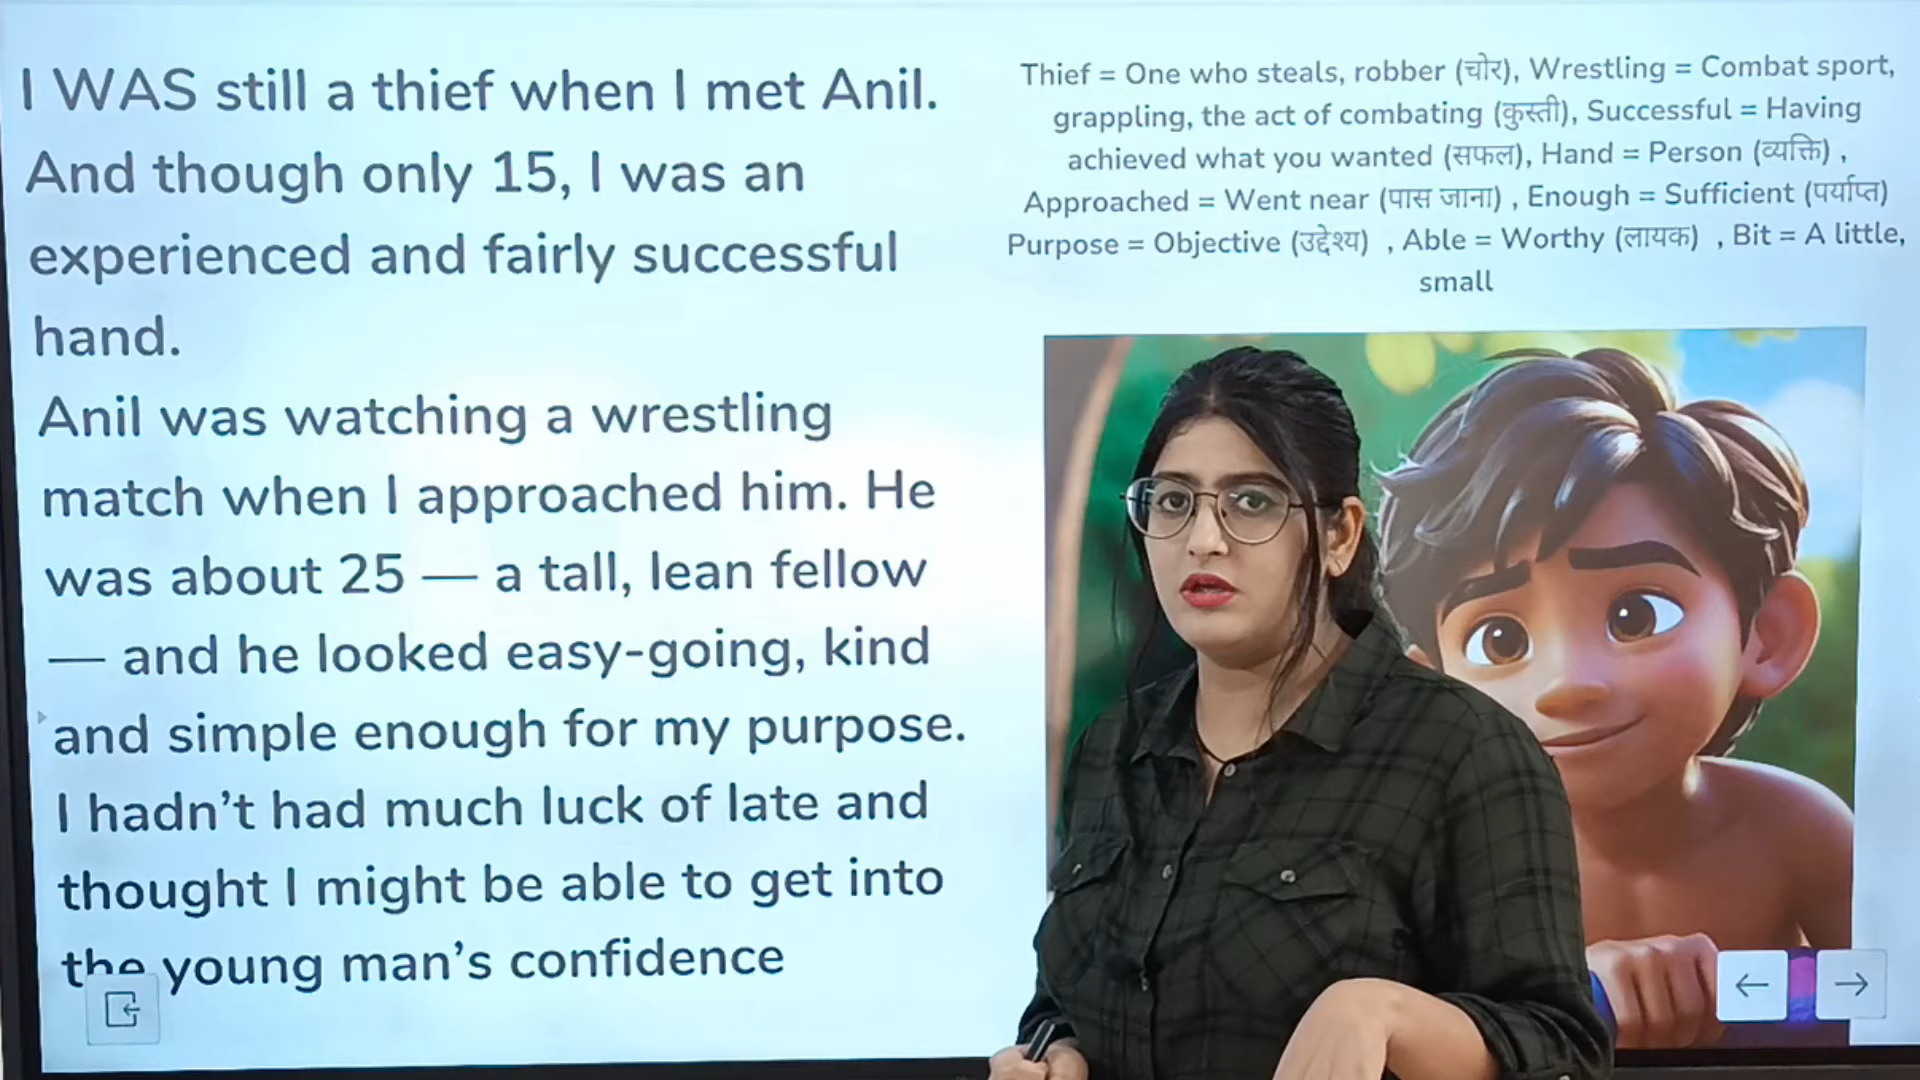 I WAS still a thief when I met Anil.
And though only 15, I was an
experienced and fairly successful
hand.
Anil was watching a wrestling
match when I approached him. He
was about 25 — a tall, lean fellow
— and he looked easy-going, kind
and simple enough for my purpose.
I hadn't had much luck of late and
thought I might be able to get into
the young man's confidence
Thief = One who steals, robber (चोर), Wrestling = Combat sport,
grappling, the act of combating (कुस्ती), Successful = Having
achieved what you wanted (सफल), Hand = Person (व्यक्ति) ,
Approached = Went near (पास जाना) , Enough = Sufficient (पर्याप्त)
Purpose = Objective (उद्देश्य) , Able = Worthy (लायक) , Bit = A little,
small